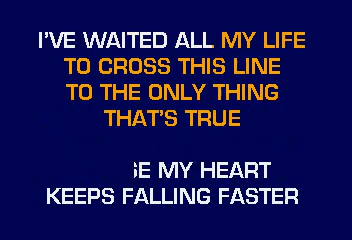 I'VE WAITED ALL MY LIFE
TO CROSS THIS LINE
TO THE ONLY THING
THAT'S TRUE
MY HEART
KEEPS FALLING FASTER